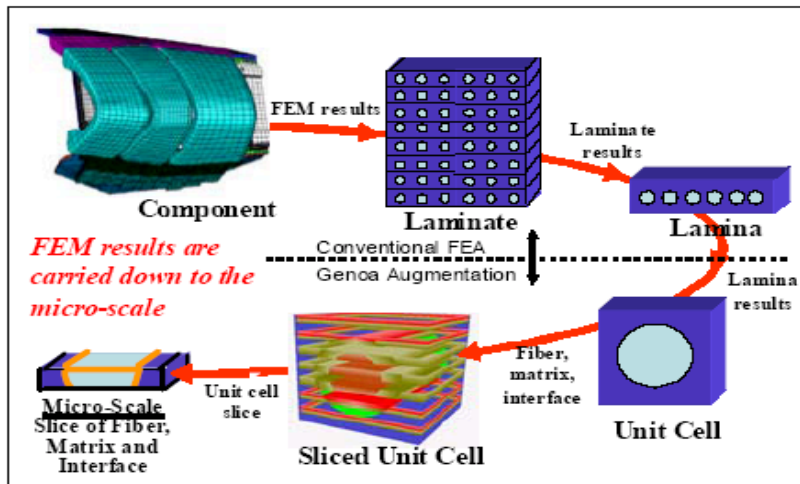 FEM results
Laminate
results
Component
Laminate
Lamina
FEM results are
carried down to the
micro-scale
Conventional FEA
Genoa Augmentation
Lamina
results
Unit cell
slice
Fiber,
matrix,
interface
Micro-Scale
Slice of Fiber,
Matrix and
Interface
Sliced Unit Cell
Unit Cell